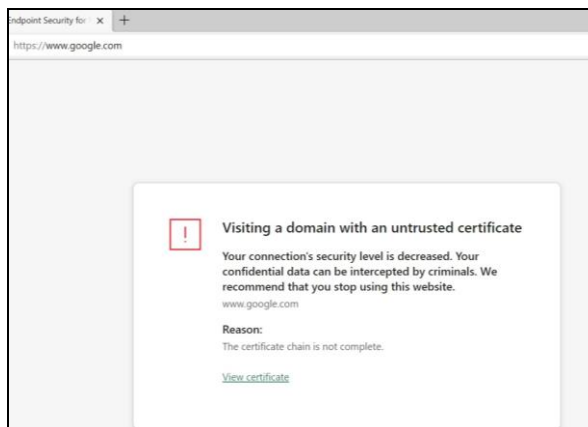 Endpoint Security for
https://www.google.com
Visiting a domain with an untrusted certificate
Your connection's security level is decreased. Your
confidential data can be intercepted by criminals. We
recommend that you stop using this website.
www.google.com
Reason:
The certificate chain is not complete.
View certificate